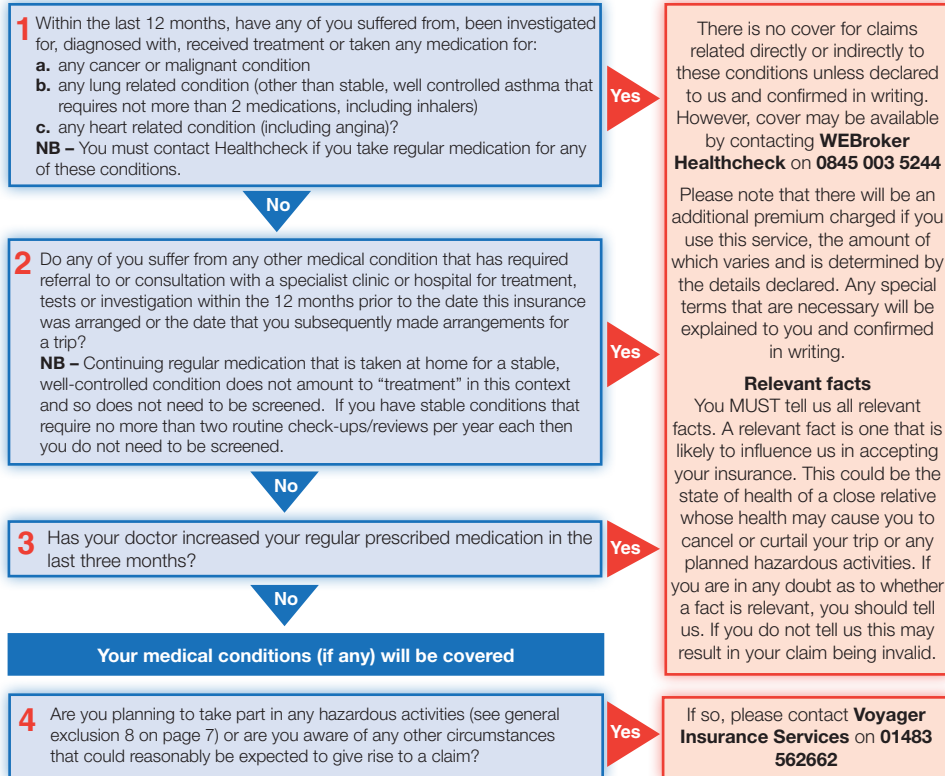 1 Within the last 12 months, have any of you suffered from, been investigated
for, diagnosed with, received treatment or taken any medication for:
a. any cancer or malignant condition
b. any lung related condition (other than stable, well controlled asthma that
requires not more than 2 medications, including inhalers)
c. any heart related condition (including angina)?
NB – You must contact Healthcheck if you take regular medication for any
of these conditions.
Yes
No
2 Do any of you suffer from any other medical condition that has required
referral to or consultation with a specialist clinic or hospital for treatment,
tests or investigation within the 12 months prior to the date this insurance
was arranged or the date that you subsequently made arrangements for
a trip?
NB – Continuing regular medication that is taken at home for a stable,
well-controlled condition does not amount to “treatment” in this context
and so does not need to be screened. If you have stable conditions that
require no more than two routine check-ups/reviews per year each then
you do not need to be screened.
Yes
No
3 Has your doctor increased your regular prescribed medication in the
last three months?
Yes
No
Your medical conditions (if any) will be covered
There is no cover for claims
related directly or indirectly to
these conditions unless declared
to us and confirmed in writing.
However, cover may be available
by contacting WEBroker
Healthcheck on 0845 003 5244
Please note that there will be an
additional premium charged if you
use this service, the amount of
which varies and is determined by
the details declared. Any special
terms that are necessary will be
explained to you and confirmed
in writing.
Relevant facts
You MUST tell us all relevant
facts. A relevant fact is one that is
likely to influence us in accepting
your insurance. This could be the
state of health of a close relative
whose health may cause you to
cancel or curtail your trip or any
planned hazardous activities. If
you are in any doubt as to whether
a fact is relevant, you should tell
us. If you do not tell us this may
result in your claim being invalid.
4 Are you planning to take part in any hazardous activities (see general
exclusion 8 on page 7) or are you aware of any other circumstances
that could reasonably be expected to give rise to a claim?
Yes
If so, please contact Voyager
Insurance Services on 01483
562662